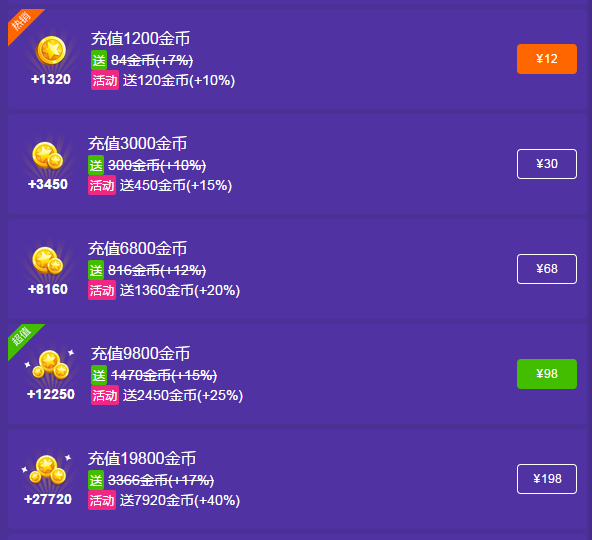 热销
充值1200金币
送 84金币(+7%)
+1320
活动 送120金币(+10%)
¥12
充值3000金币
送 300金币(+10%)
+3450
活动 送450金币(+15%)
¥30
充值6800金币
送 816金币(+12%)
+8160
活动 送1360金币(+20%)
¥68
超值
充值9800金币
送 1470金币(+15%)
+12250
活动 送2450金币(+25%)
¥98
充值19800金币
送 3366金币(+17%)
+27720
活动 送7920金币(+40%)
¥198